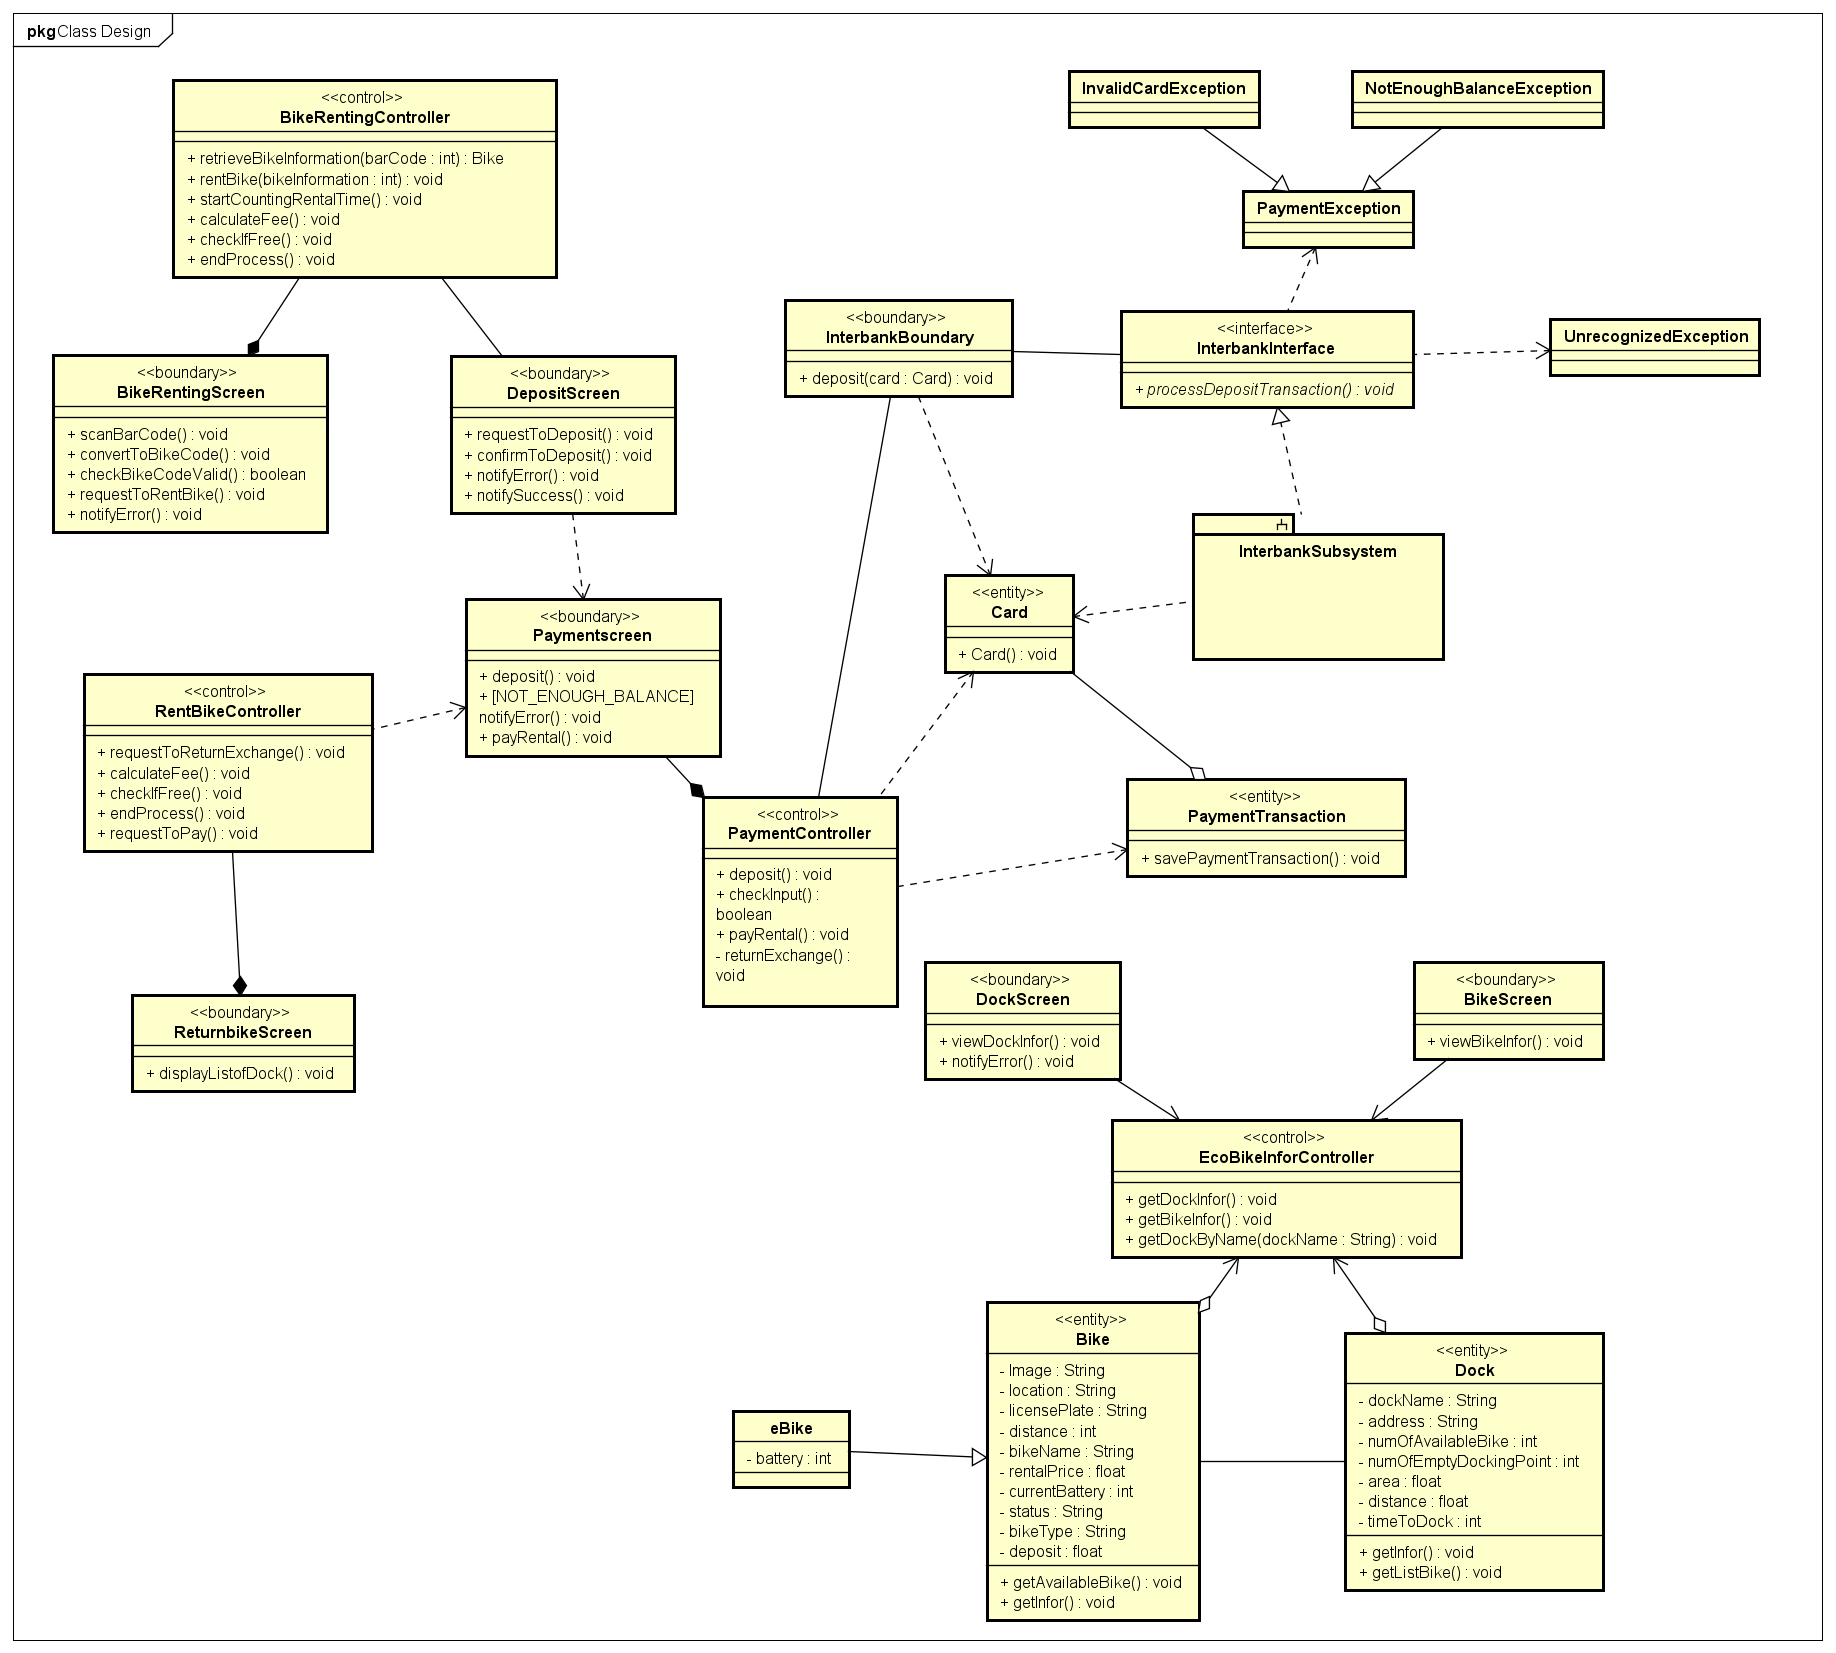 pkg Class Design
<<control>>
BikeRentingController
+ retrieveBikeInformation(barCode : int) : Bike
+ rentBike(bikeInformation : int) : void
+ startCountingRentalTime() : void
+ calculateFee() : void
+ checkIfFree() : void
+ endProcess() : void
InvalidCardException
NotEnoughBalanceException
PaymentException
<<boundary>>
InterbankBoundary
+ deposit(card : Card) : void
<<interface>>
InterbankInterface
+ processDepositTransaction() : void
UnrecognizedException
<<boundary>>
BikeRentingScreen
+ scanBarCode() : void
+ convertToBikeCode() : void
+ checkBikeCodeValid() : boolean
+ requestToRentBike() : void
+ notifyError() : void
<<boundary>>
DepositScreen
+ requestToDeposit() : void
+ confirmToDeposit() : void
+ notifyError() : void
+ notifySuccess() : void
InterbankSubsystem
<<entity>>
Card
+ Card() : void
<<boundary>>
Paymentscreen
+ deposit() : void
+ [NOT_ENOUGH_BALANCE]
notifyError() : void
+ payRental() : void
<<control>>
RentBikeController
+ requestToReturnExchange() : void
+ calculateFee() : void
+ checkIfFree() : void
+ endProcess() : void
+ requestToPay() : void
<<control>>
PaymentController
+ deposit() : void
+ checkInput() :
boolean
+ payRental() : void
- returnExchange() :
void
<<entity>>
PaymentTransaction
+ savePaymentTransaction() : void
<<boundary>>
ReturnbikeScreen
+ displayListofDock() : void
<<boundary>>
DockScreen
+ viewDockInfor() : void
+ notifyError() : void
<<boundary>>
BikeScreen
+ viewBikeInfor() : void
<<control>>
EcoBikeInforController
+ getDockInfor() : void
+ getBikeInfor() : void
+ getDockByName(dockName : String) : void
<<entity>>
Bike
- Image : String
- location : String
- licensePlate : String
- distance : int
- bikeName : String
- rentalPrice : float
- currentBattery : int
- status : String
- bikeType : String
- deposit : float
+ getAvailableBike() : void
+ getInfor() : void
<<entity>>
Dock
- dockName : String
- address : String
- numOfAvailableBike : int
- numOfEmptyDockingPoint : int
- area : float
- distance : float
- timeToDock : int
+ getInfor() : void
+ getListBike() : void
eBike
- battery : int